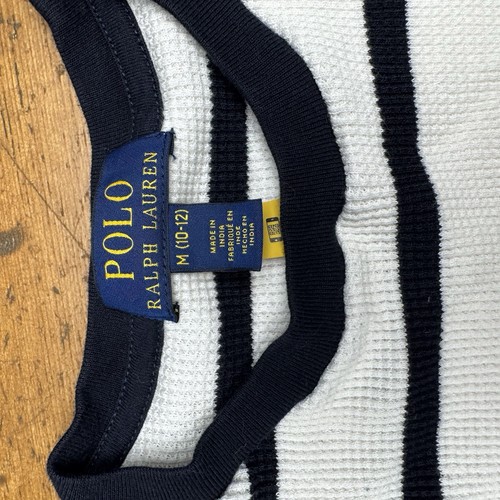 POLO
RALPH LAUREN
M (10-12)
MADE IN
INDIA
FABRIQUÉ EN
INDE
HECHO EN
INDIA